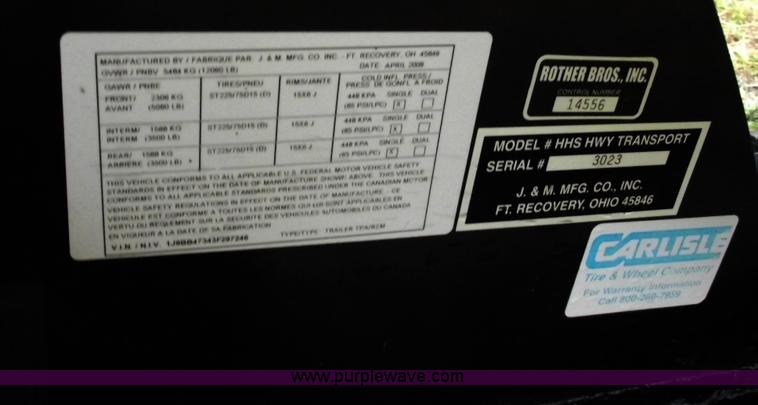 MANUFACTURED BY / FABRIQUE PAR: J. & M. MFG. CO. INC. - FT. RECOVERY, OH 45846
DATE: APRIL
GVWR / PNBV 5484 KG (12090 LB)
GAWR / PNBE TIRES/PNEU RIMS/JANTE COLD INFL. PRESS./
PRESS. DE GONFL. A FROID
FRONT/ 2306 KG ST225/75D15 (D) 15X6 J 448 KPA SINGLE DUAL
AVANT (5080 LB) (65 PSI/LPC) X
INTERM/ 1588 KG ST225/75D15 (D) 15X6 J 448 KPA SINGLE DUAL
INTERM (3500 LB) (65 PSI/LPC) X
REAR/ 1588 KG ST225/75D15 (D) 15X6 J 448 KPA SINGLE DUAL
ARRIÈRE (3500 LB) (65 PSI/LPC) X
THIS VEHICLE CONFORMS TO ALL APPLICABLE U.S. FEDERAL MOTOR VEHICLE SAFETY
STANDARDS IN EFFECT ON THE DATE OF MANUFACTURE SHOWN ABOVE. THIS VEHICLE
CONFORMS TO ALL APPLICABLE STANDARDS PRESCRIBED UNDER THE CANADIAN MOTOR
VEHICLE SAFETY REGULATIONS IN EFFECT ON THE DATE OF MANUFACTURE. - CE
VEHICULE EST CONFORME A TOUTES LES NORMES QUI LUI SONT APPLICABLES EN
VERTU DU REGLEMENT SUR LA SECURITE DES VEHICULES AUTOMOBILES DU CANADA
EN VIGUEUR A LA DATE DE SA FABRICATION
V.I.N. / N.I.V. TYPE/TYPE: TRAILER TRA/REM
ROTHER BROS., INC.
CONTROL NUMBER
14556
MODEL # HHS HWY TRANSPORT
SERIAL # 3023
J. & M. MFG. CO., INC.
FT. RECOVERY, OHIO 45846
CARLISLE
Tire & Wheel Company
For Warranty Information
Call 800-260-7959
www.purplewave.com